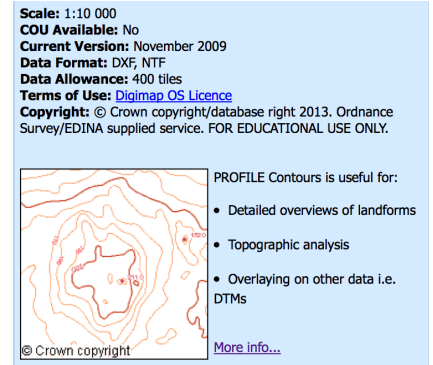 Scale: 1:10 000
COU Available: No
Current Version: November 2009
Data Format: DXF, NTF
Data Allowance: 400 tiles
Terms of Use: Digimap OS Licence
Copyright: © Crown copyright/database right 2013. Ordnance
Survey/EDINA supplied service. FOR EDUCATIONAL USE ONLY.
PROFILE Contours is useful for:
• Detailed overviews of landforms
• Topographic analysis
• Overlaying on other data i.e.
DTMs
© Crown copyright
More info...